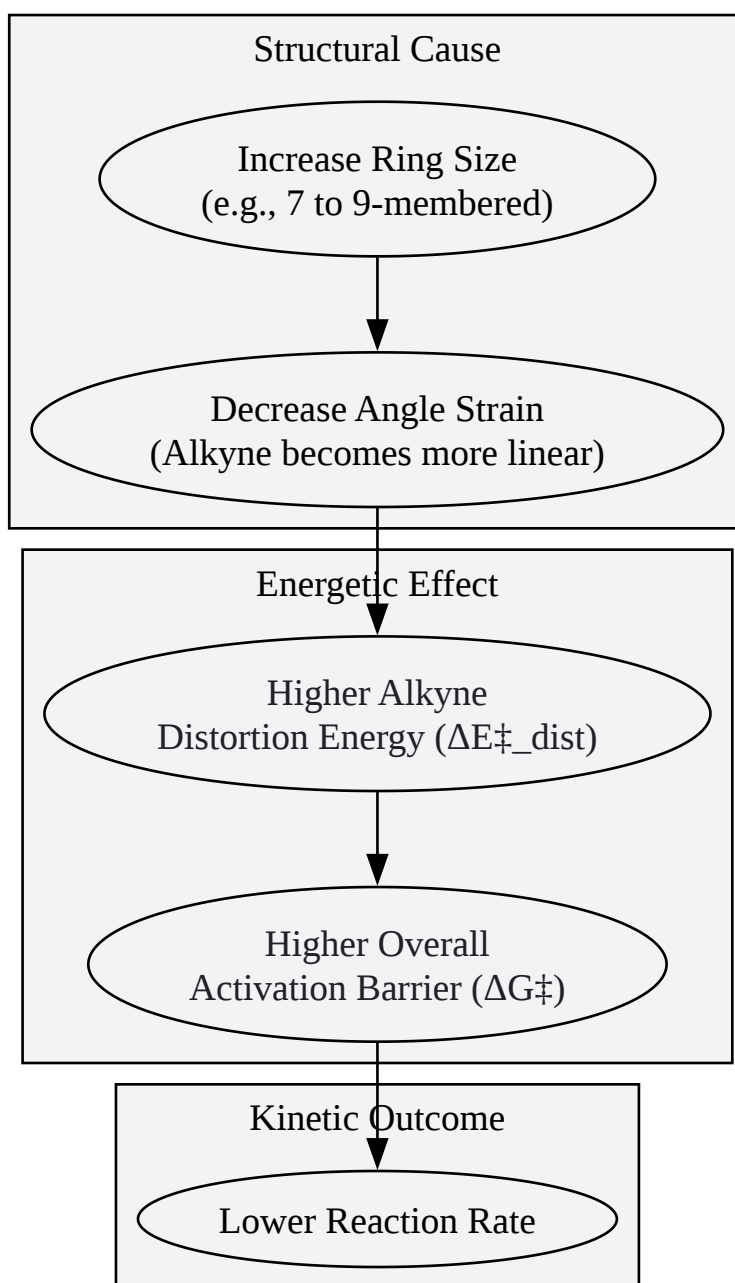 Structural Cause
Increase Ring Size
(e.g., 7 to 9-membered)
Decrease Angle Strain
(Alkyne becomes more linear)
Energetic Effect
Higher Alkyne
Distortion Energy (ΔE‡_dist)
Higher Overall
Activation Barrier (ΔG‡)
Kinetic Outcome
Lower Reaction Rate